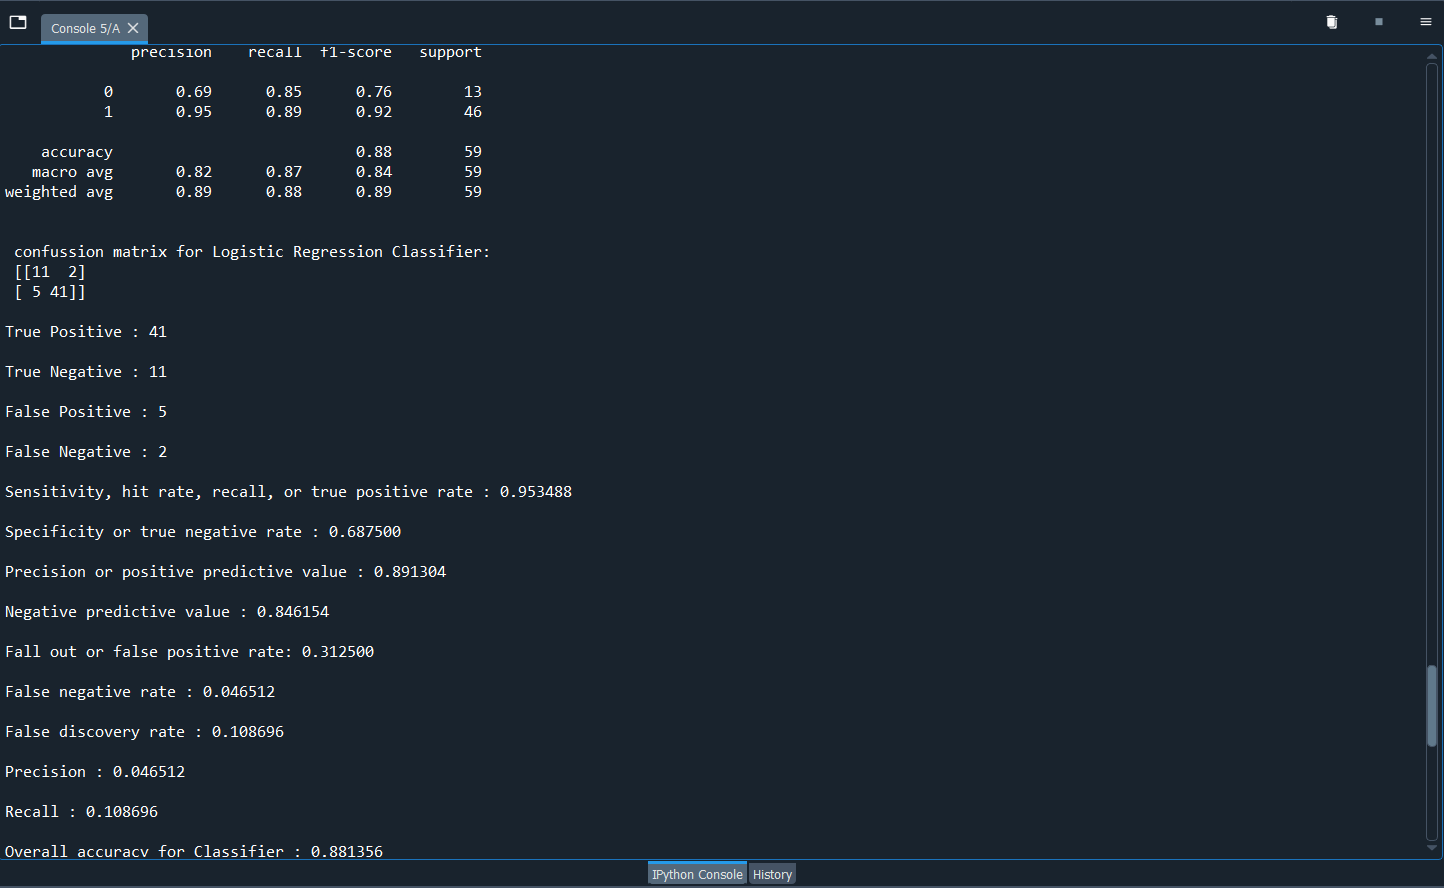 Console 5/A
precision recall f1-score support
0 0.69 0.85 0.76 13
1 0.95 0.89 0.92 46
accuracy 0.88 59
macro avg 0.82 0.87 0.84 59
weighted avg 0.89 0.88 0.89 59
confussion matrix for Logistic Regression Classifier:
[[11 2]
[ 5 41]]
True Positive : 41
True Negative : 11
False Positive : 5
False Negative : 2
Sensitivity, hit rate, recall, or true positive rate : 0.953488
Specificity or true negative rate : 0.687500
Precision or positive predictive value : 0.891304
Negative predictive value : 0.846154
Fall out or false positive rate: 0.312500
False negative rate : 0.046512
False discovery rate : 0.108696
Precision : 0.046512
Recall : 0.108696
Overall accuracy for Classifier : 0.881356
IPython Console History